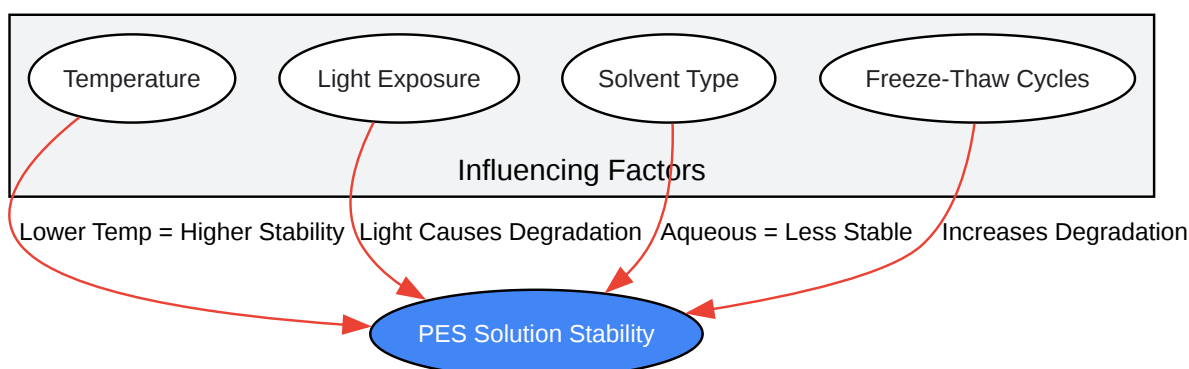 Temperature
Light Exposure
Solvent Type
Freeze-Thaw Cycles
Influencing Factors
Lower Temp = Higher Stability
Light Causes Degradation
Aqueous = Less Stable
Increases Degradation
PES Solution Stability